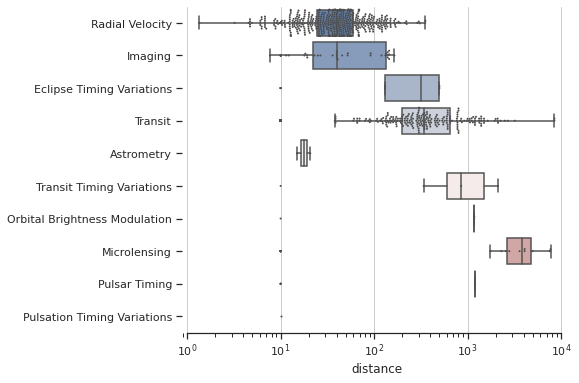 Radial Velocity
Imaging
Eclipse Timing Variations
Transit
Astrometry
Transit Timing Variations
Orbital Brightness Modulation
Microlensing
Pulsar Timing
Pulsation Timing Variations
10^0 10^1 10^2 10^3 10^4
distance